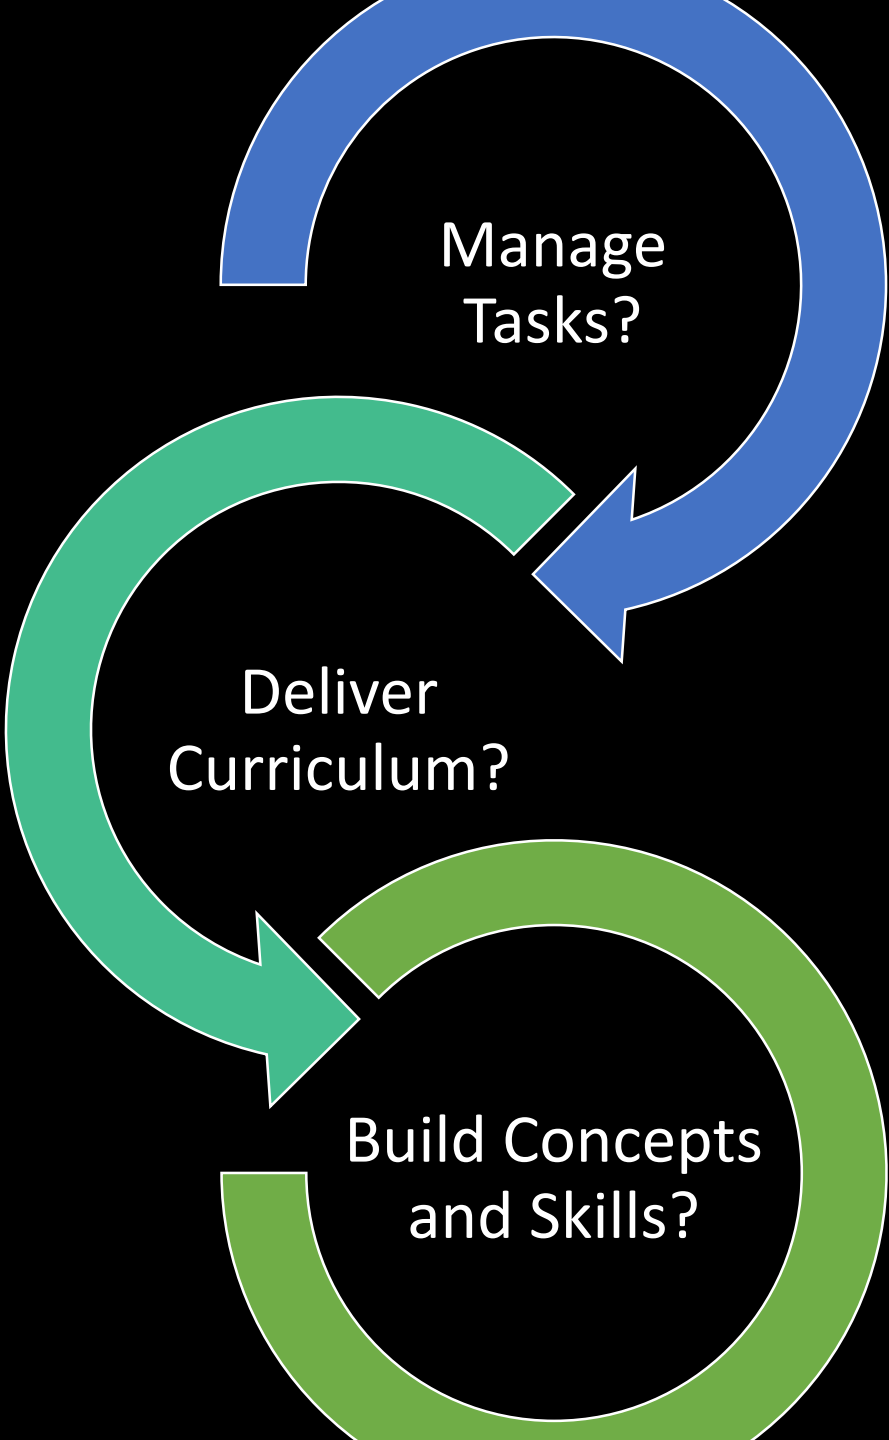 Manage
Tasks?
Deliver
Curriculum?
Build Concepts
and Skills?